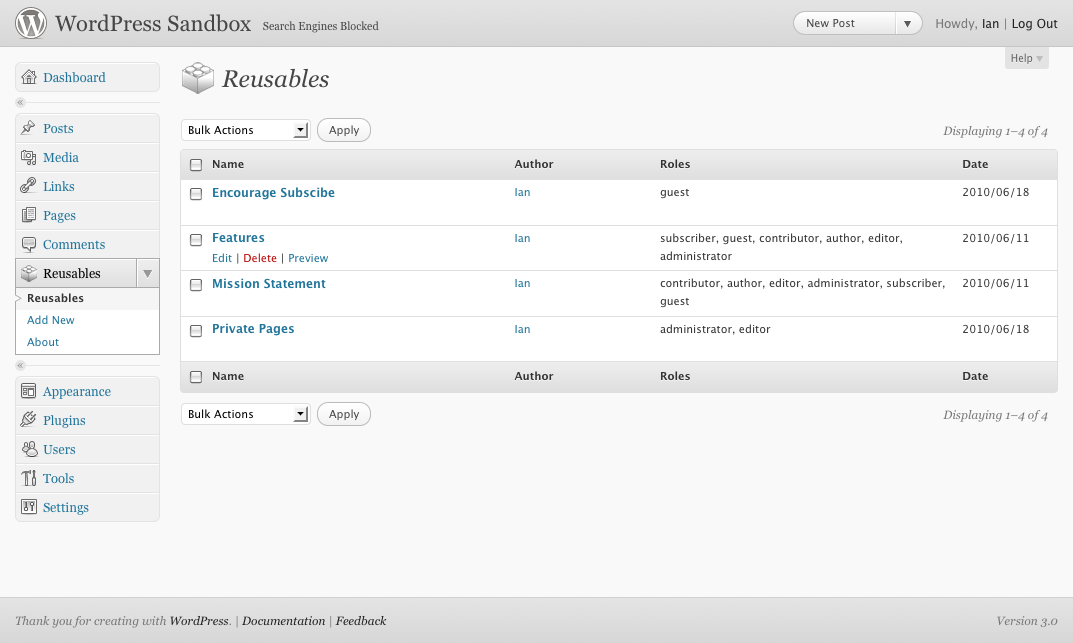 WordPress Sandbox Search Engines Blocked New Post Howdy, Ian | Log Out
Help
Dashboard
Posts
Media
Links
Pages
Comments
Reusables
Reusables
Add New
About
Appearance
Plugins
Users
Tools
Settings
Reusables
Bulk Actions Apply Displaying 1–4 of 4
Name Author Roles Date
Encourage Subscibe Ian guest 2010/06/18
Features Ian subscriber, guest, contributor, author, editor, 2010/06/11
Edit | Delete | Preview administrator
Mission Statement Ian contributor, author, editor, administrator, subscriber, 2010/06/11
guest
Private Pages Ian administrator, editor 2010/06/18
Name Author Roles Date
Bulk Actions Apply Displaying 1–4 of 4
Thank you for creating with WordPress. | Documentation | Feedback Version 3.0